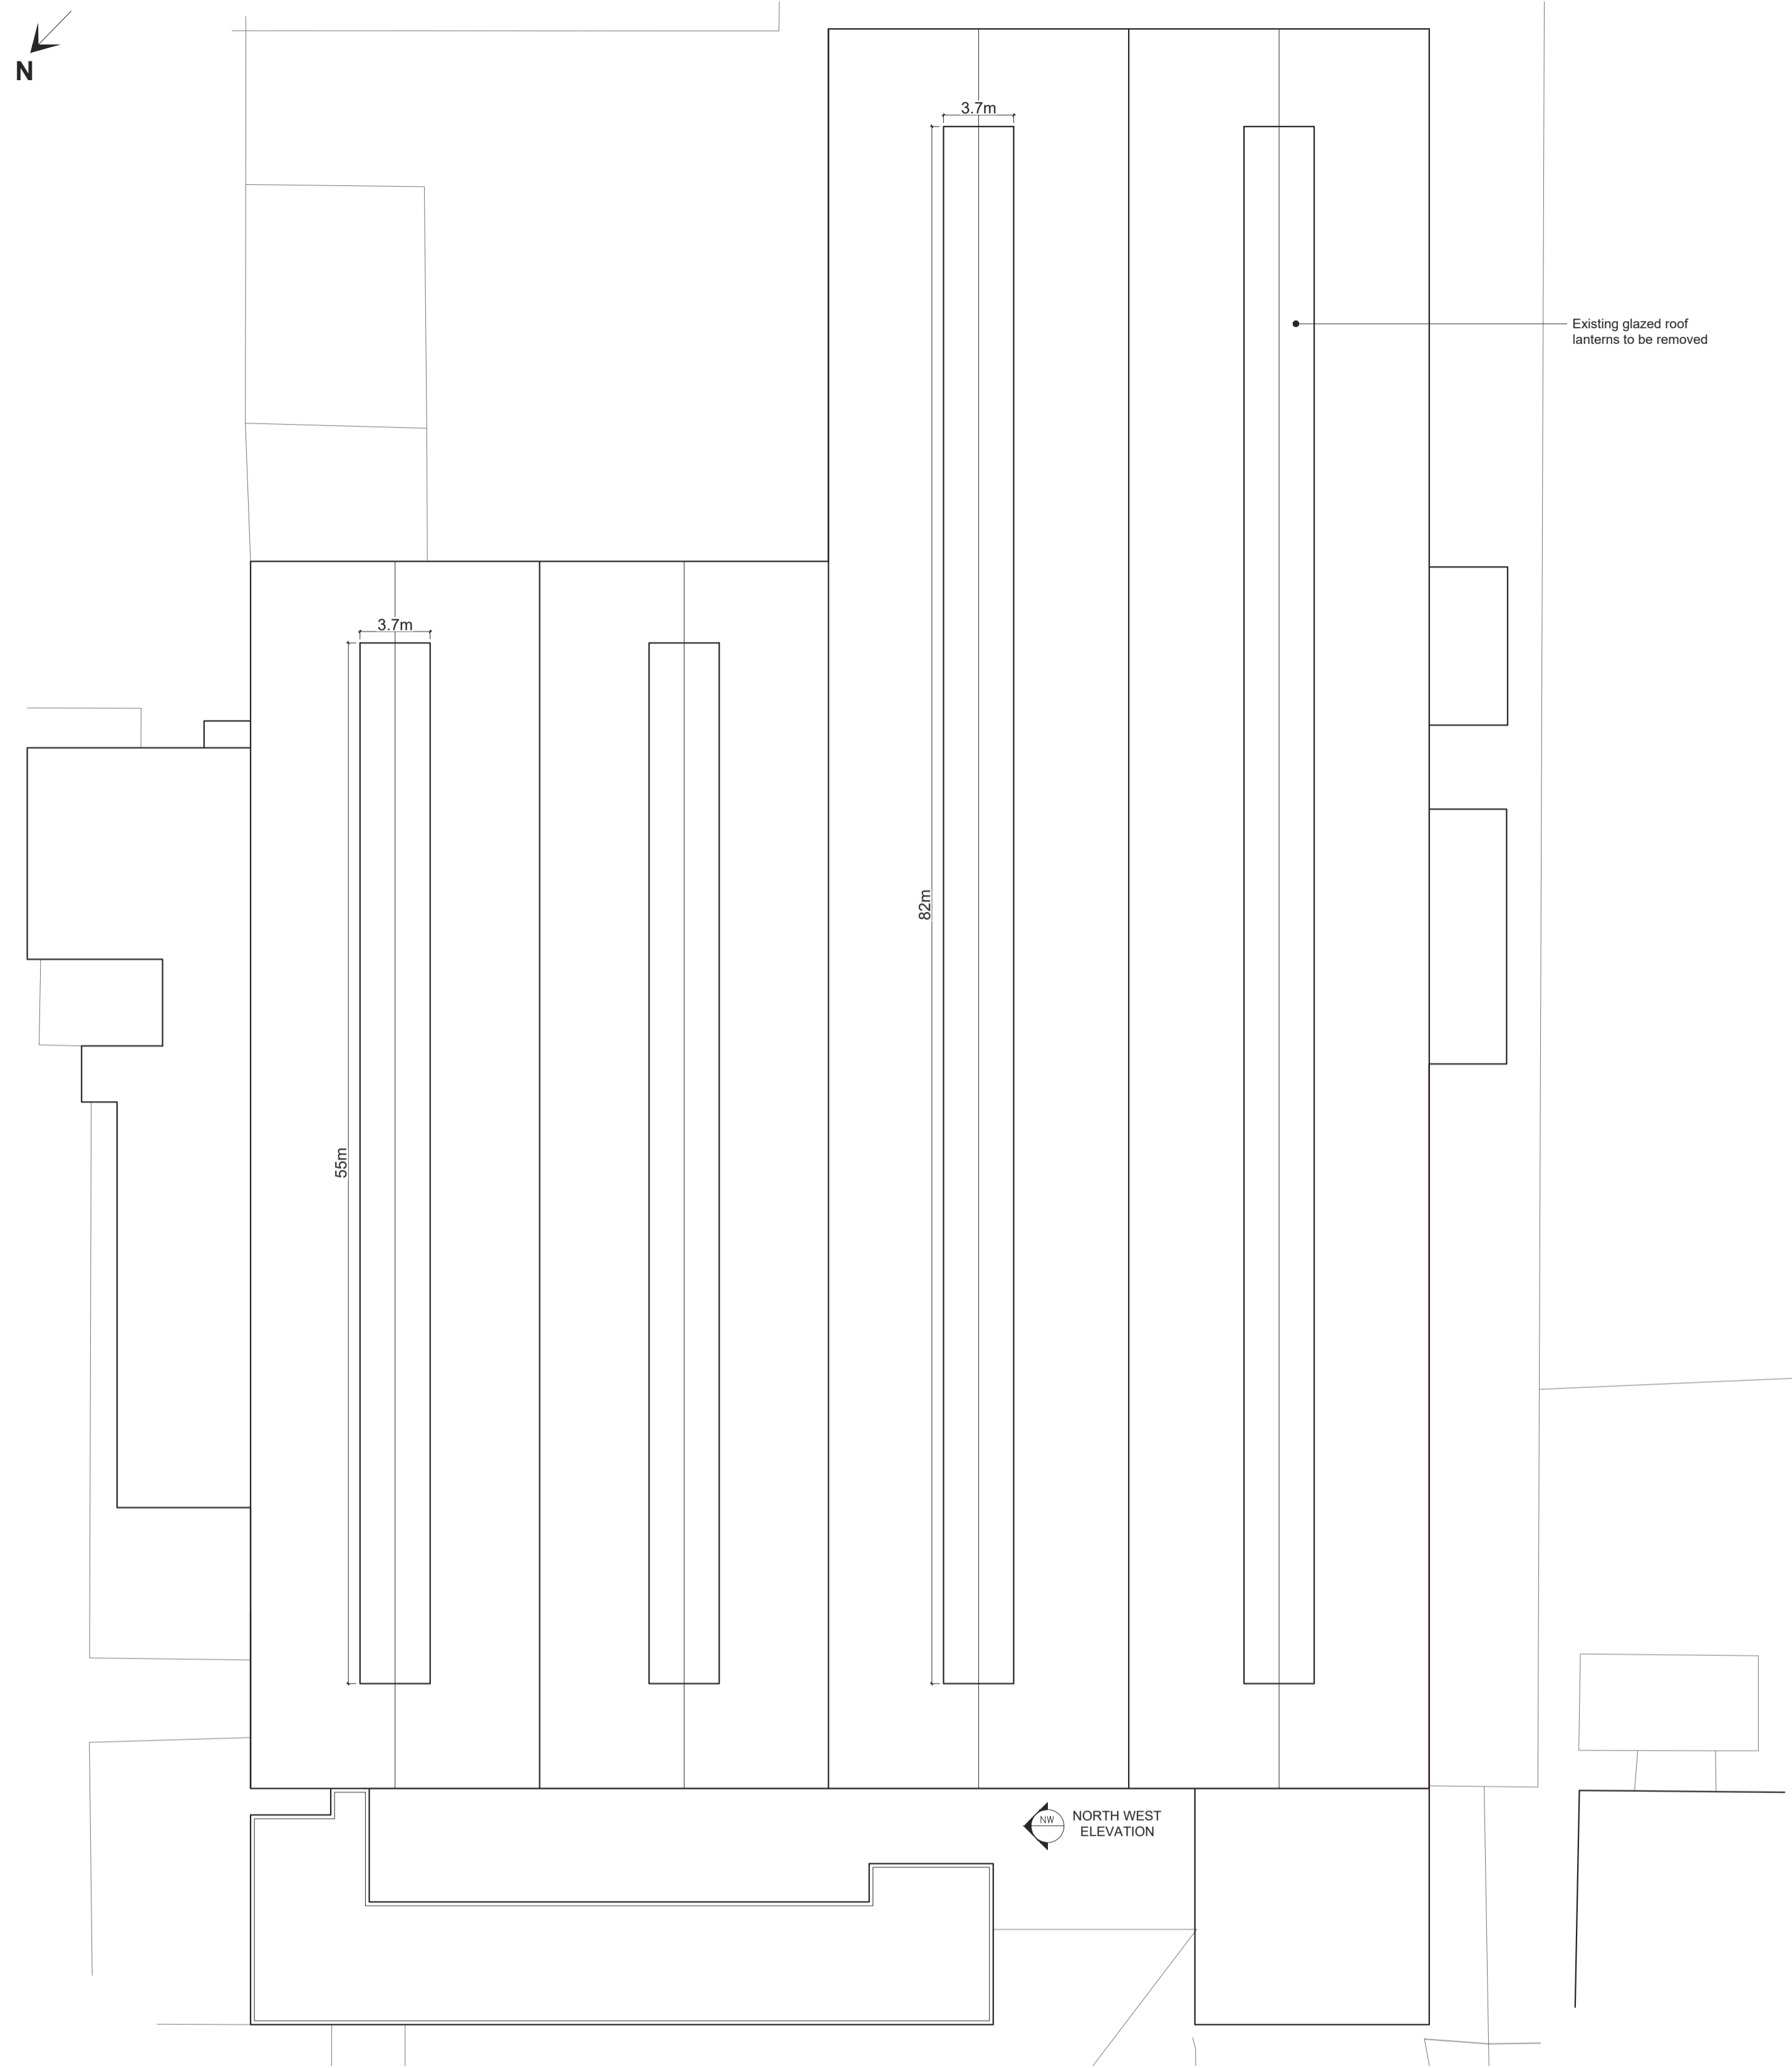 N
3.7m
Existing glazed roof
lanterns to be removed
3.7m
82m
55m
NW
NORTH WEST
ELEVATION